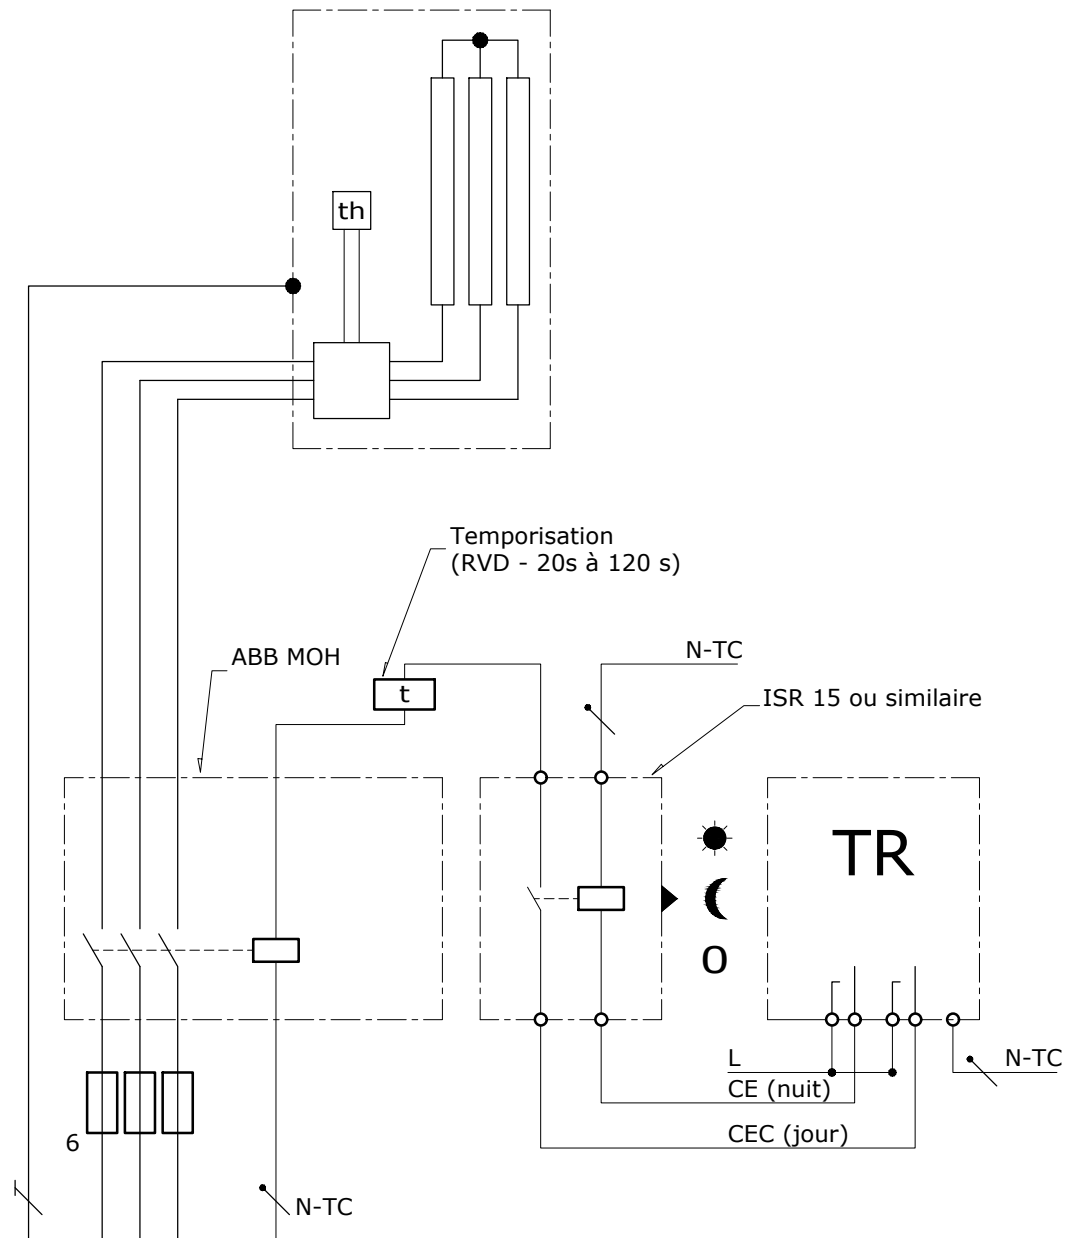 th
Temporisation
(RVD - 20s à 120 s)
ABB MOH
N-TC
t
ISR 15 ou similaire
TR
0
L
N-TC
CE (nuit)
CEC (jour)
6
N-TC